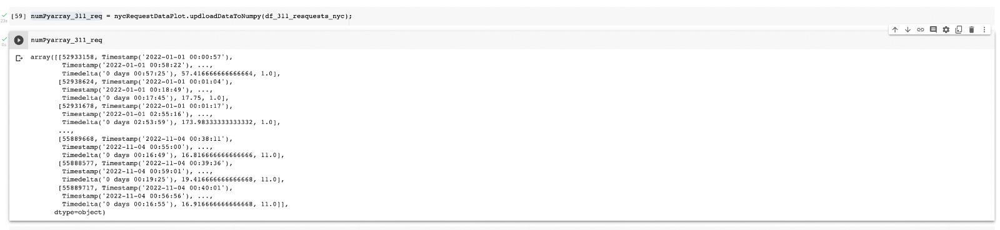 [59] numPyarray_311_req = nycRequestDataPlot.updloadDataToNumpy(df_311_resquests_nyc);
23s
numPyarray_311_req
0s
array([[52933158, Timestamp('2022-01-01 00:00:57'),
Timestamp('2022-01-01 00:58:22'), ...,
Timedelta('0 days 00:57:25'), 57.416666666666664, 1.0],
[52938624, Timestamp('2022-01-01 00:01:04'),
Timestamp('2022-01-01 00:18:49'), ...,
Timedelta('0 days 00:17:45'), 17.75, 1.0],
[52931678, Timestamp('2022-01-01 00:01:17'),
Timestamp('2022-01-01 02:55:16'), ...,
Timedelta('0 days 02:53:59'), 173.98333333333332, 1.0],
...,
[55889668, Timestamp('2022-11-04 00:38:11'),
Timestamp('2022-11-04 00:55:00'), ...,
Timedelta('0 days 00:16:49'), 16.816666666666666, 11.0],
[55888577, Timestamp('2022-11-04 00:39:36'),
Timestamp('2022-11-04 00:59:01'), ...,
Timedelta('0 days 00:19:25'), 19.416666666666668, 11.0],
[55889717, Timestamp('2022-11-04 00:40:01'),
Timestamp('2022-11-04 00:56:56'), ...,
Timedelta('0 days 00:16:55'), 16.916666666666668, 11.0]],
dtype=object)